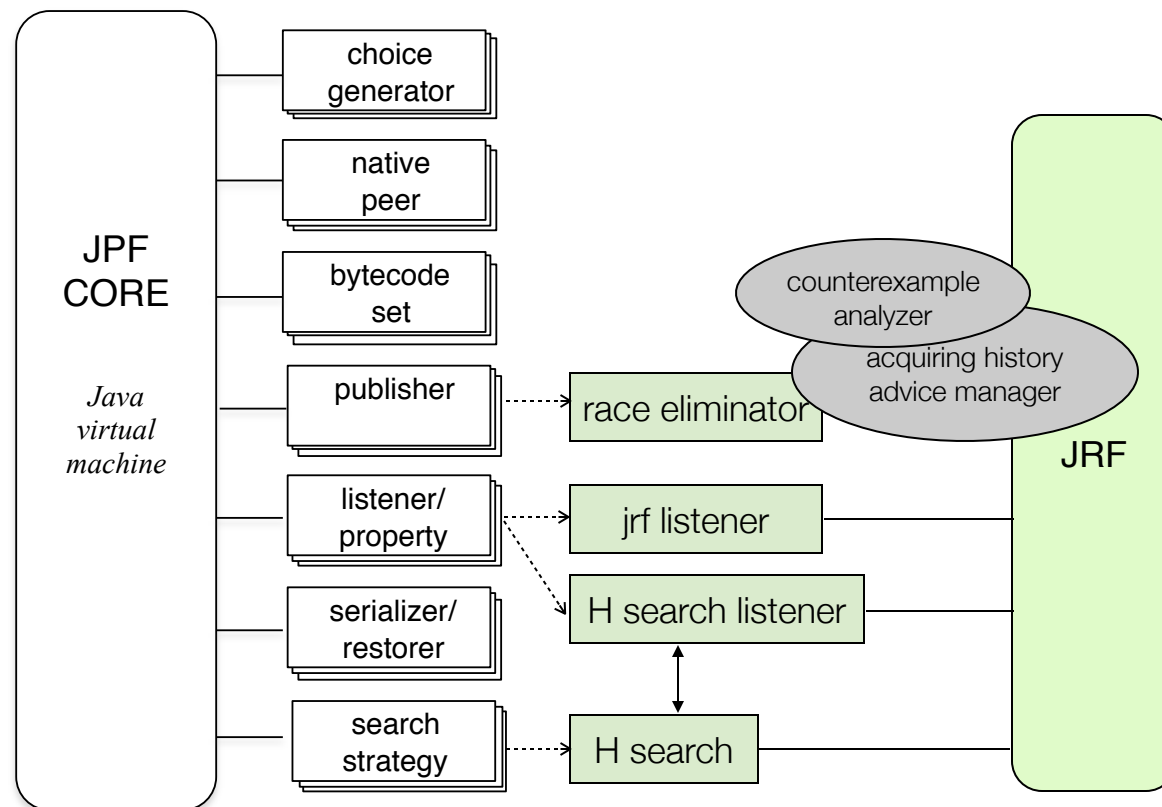 JPF
CORE
Java
virtual
machine
choice
generator
native
peer
bytecode
set
publisher
listener/
property
serializer/
restorer
search
strategy
race eliminator
jrf listener
H search listener
H search
counterexample
analyzer
acquiring history
advice manager
JRF